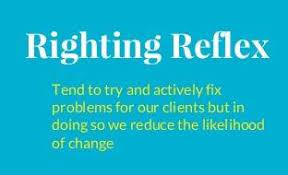 Righting Reflex
Tend to try and actively fix
problems for our clients but in
doing so we reduce the likelihood
of change